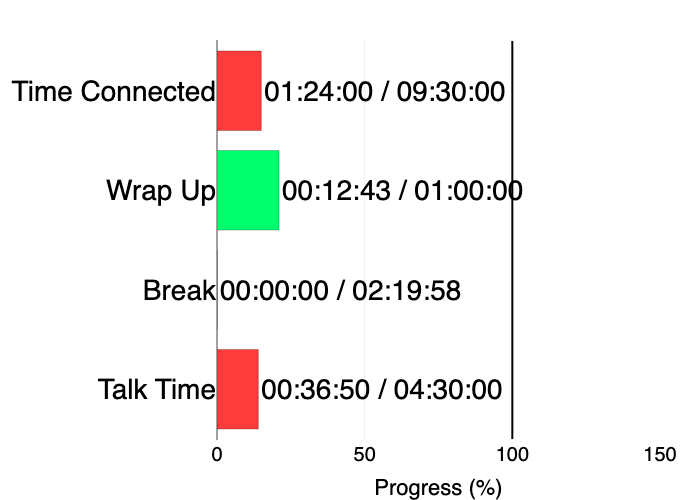 Time Connected 01:24:00 / 09:30:00
Wrap Up 00:12:43 / 01:00:00
Break 00:00:00 / 02:19:58
Talk Time 00:36:50 / 04:30:00
0 50 100 150
Progress (%)